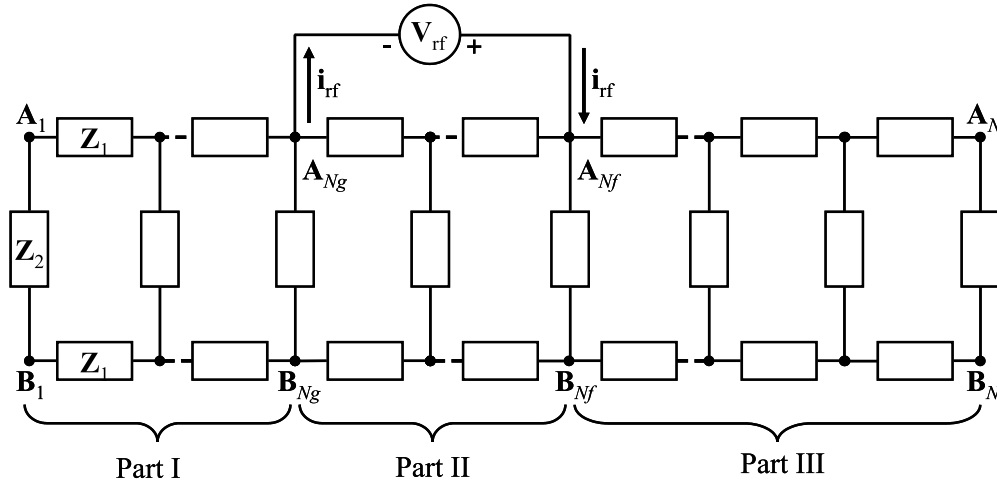 - V_rf +
i_rf
i_rf
A_1
Z_1
A_Ng
A_Nf
A_N
Z_2
Z_1
B_1
B_Ng
B_Nf
B_N
Part I
Part II
Part III